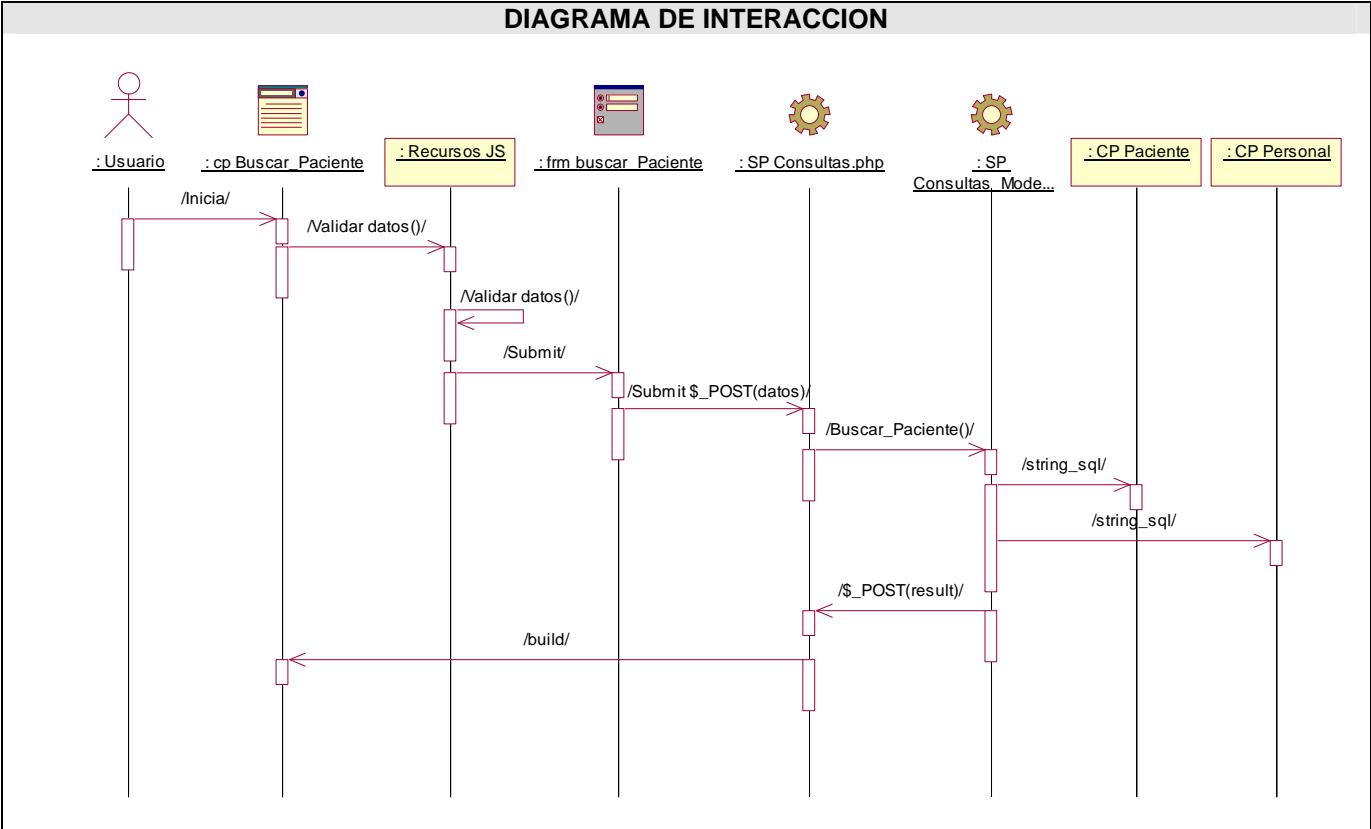 DIAGRAMA DE INTERACCION
: Usuario
: cp Buscar_Paciente
: Recursos JS
: frm buscar_Paciente
: SP Consultas.php
: SP
Consultas_Mode...
: CP Paciente
: CP Personal
/Inicia/
/Validar datos()/
/Validar datos()/
/Submit/
/Submit $_POST(datos)/
/Buscar_Paciente()/
/string_sql/
/string_sql/
/$_POST(result)/
/build/